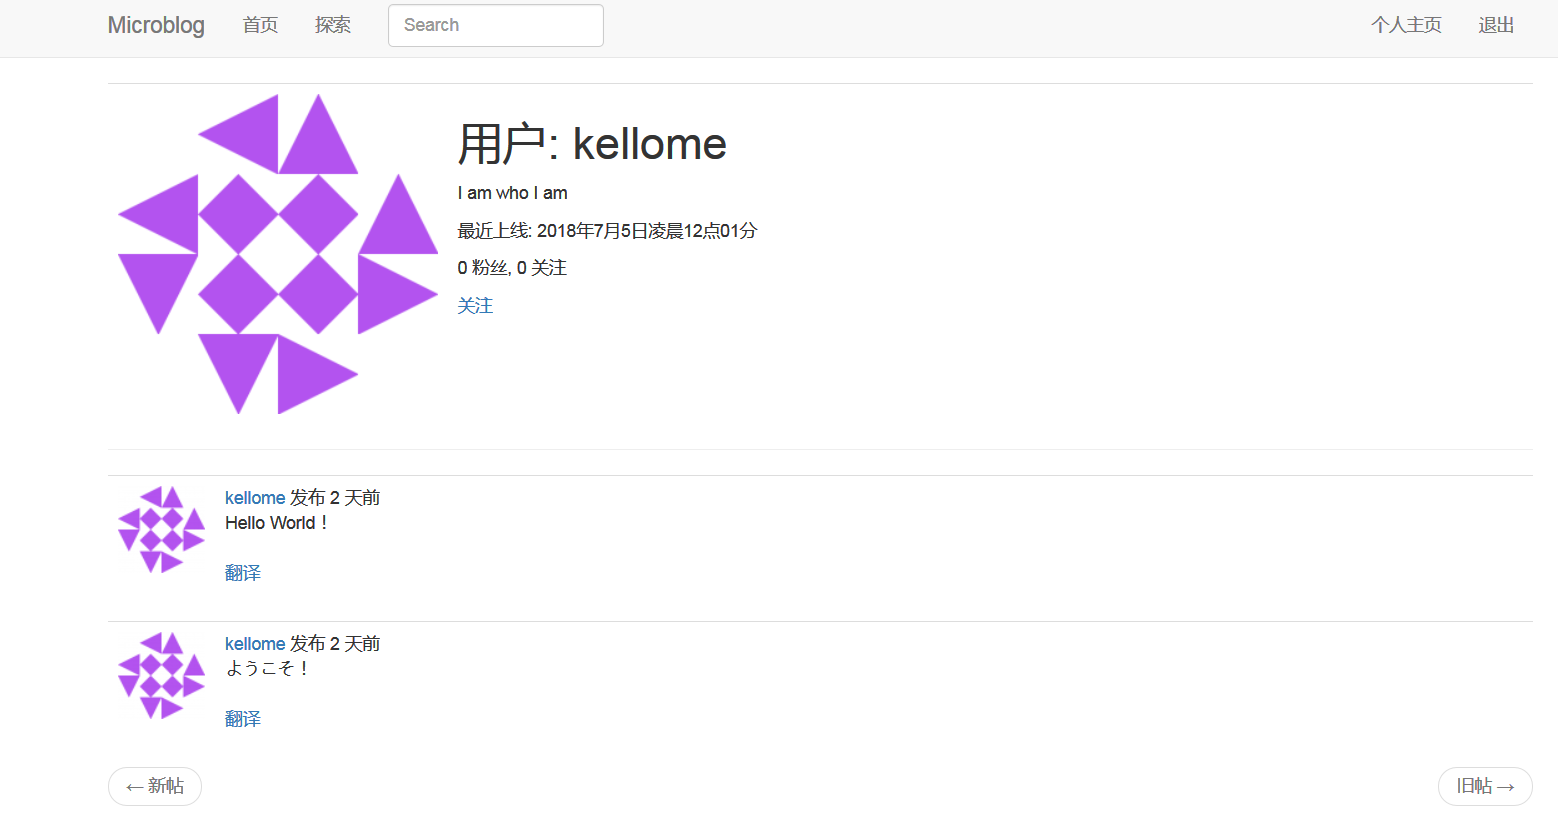 Microblog 首页 探索 Search 个人主页 退出
用户: kellome
I am who I am
最近上线: 2018年7月5日凌晨12点01分
0 粉丝, 0 关注
关注
kellome 发布 2 天前
Hello World！
翻译
kellome 发布 2 天前
ようこそ！
翻译
← 新帖 旧帖 →